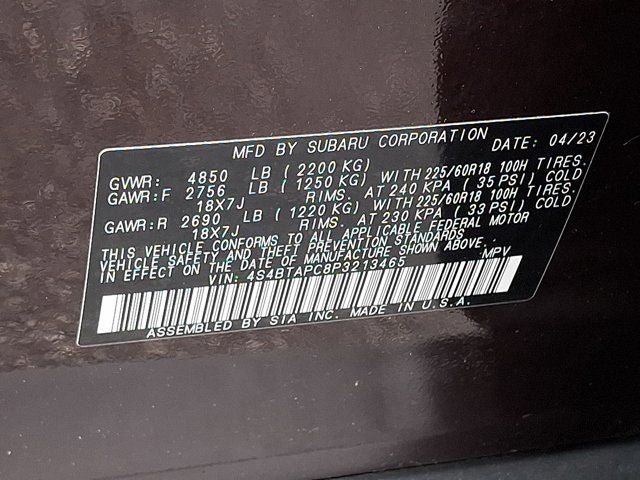 MFD BY SUBARU CORPORATION DATE: 04/23
GVWR: 4850 LB ( 2200 KG)
GAWR:F 2756 LB ( 1250 KG) WITH 225/60R18 100H TIRES.
18X7J RIMS. AT 240 KPA ( 35 PSI) COLD
GAWR:R 2690 LB ( 1220 KG) WITH 225/60R18 100H TIRES.
18X7J RIMS. AT 230 KPA ( 33 PSI) COLD
THIS VEHICLE CONFORMS TO ALL APPLICABLE FEDERAL MOTOR
VEHICLE SAFETY AND THEFT PREVENTION STANDARDS
IN EFFECT ON THE DATE OF MANUFACTURE SHOWN ABOVE.
VIN: 4S4BTAPC8P3213465 MPV
ASSEMBLED BY SIA INC. MADE IN U.S.A.